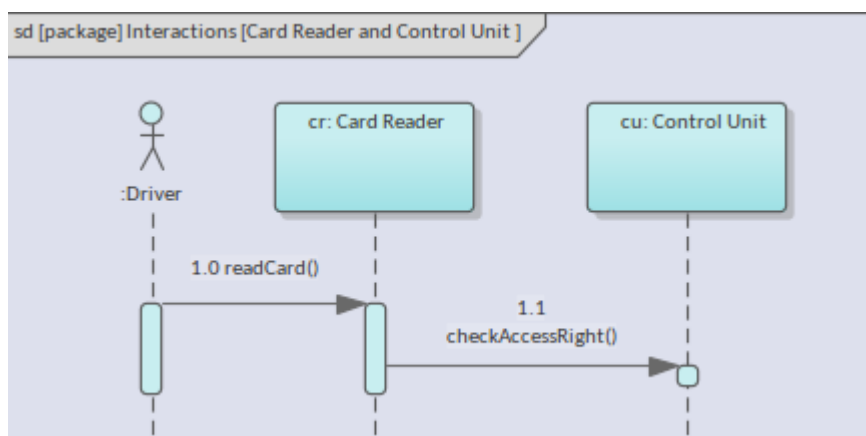 sd [package] Interactions [Card Reader and Control Unit ]
cr: Card Reader
cu: Control Unit
:Driver
1.0 readCard()
1.1
checkAccessRight()